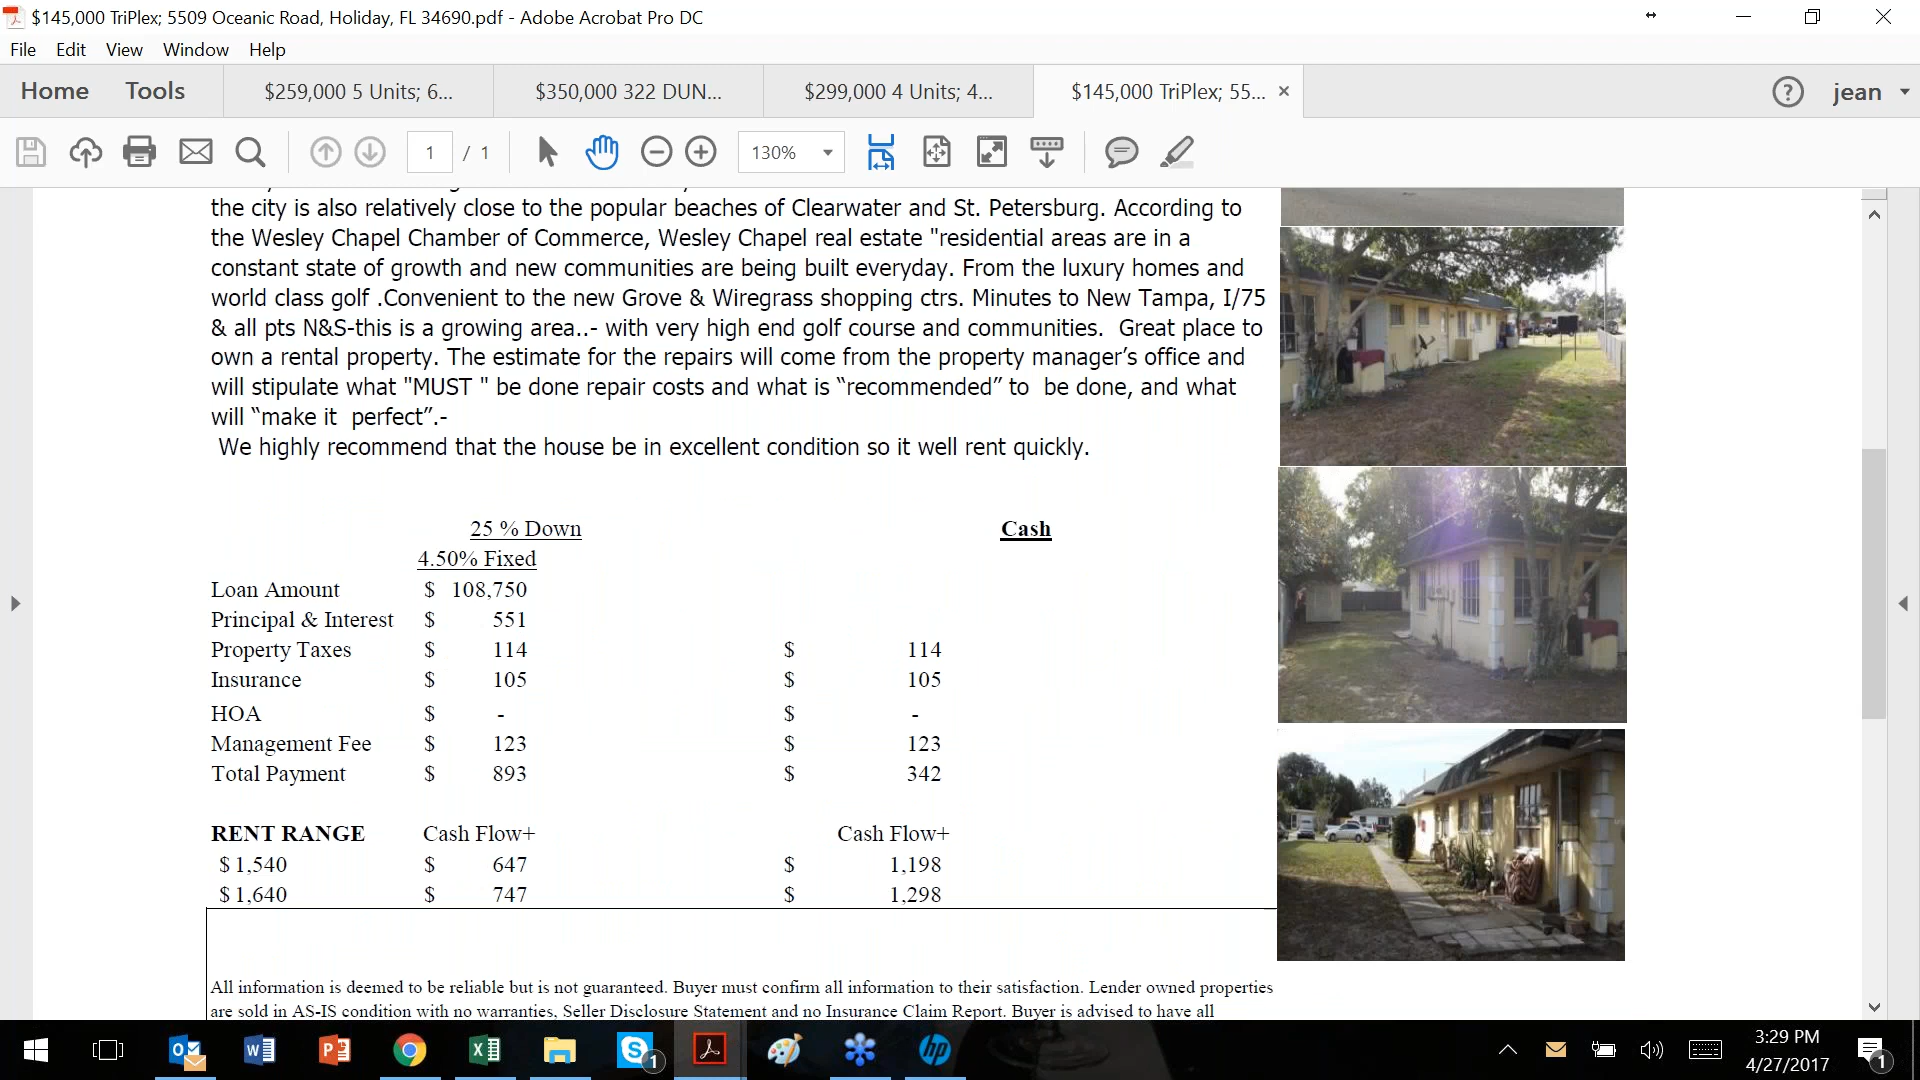 $145,000 TriPlex; 5509 Oceanic Road, Holiday, FL 34690.pdf - Adobe Acrobat Pro DC
File Edit View Window Help
Home Tools $259,000 5 Units; 6... $350,000 322 DUN... $299,000 4 Units; 4... $145,000 TriPlex; 55... × ? jean
1 / 1 130%
the city is also relatively close to the popular beaches of Clearwater and St. Petersburg. According to
the Wesley Chapel Chamber of Commerce, Wesley Chapel real estate "residential areas are in a
constant state of growth and new communities are being built everyday. From the luxury homes and
world class golf .Convenient to the new Grove & Wiregrass shopping ctrs. Minutes to New Tampa, I/75
& all pts N&S-this is a growing area..- with very high end golf course and communities. Great place to
own a rental property. The estimate for the repairs will come from the property manager’s office and
will stipulate what "MUST " be done repair costs and what is “recommended” to be done, and what
will “make it perfect”.-
We highly recommend that the house be in excellent condition so it well rent quickly.
25 % Down Cash
4.50% Fixed
Loan Amount $ 108,750
Principal & Interest $ 551
Property Taxes $ 114 $ 114
Insurance $ 105 $ 105
HOA $ - $ -
Management Fee $ 123 $ 123
Total Payment $ 893 $ 342
RENT RANGE Cash Flow+ Cash Flow+
$ 1,540 $ 647 $ 1,198
$ 1,640 $ 747 $ 1,298
All information is deemed to be reliable but is not guaranteed. Buyer must confirm all information to their satisfaction. Lender owned properties
are sold in AS-IS condition with no warranties, Seller Disclosure Statement and no Insurance Claim Report. Buyer is advised to have all
3:29 PM
4/27/2017